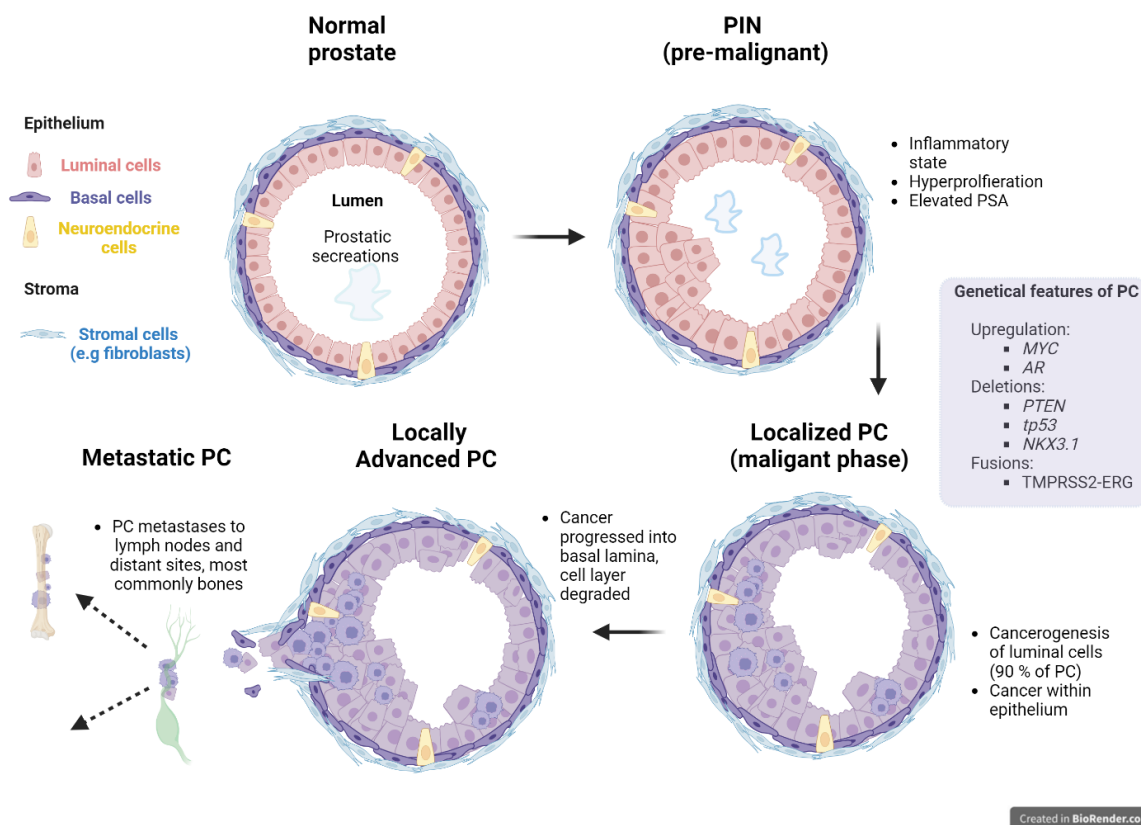 Normal
prostate
PIN
(pre-malignant)
Epithelium
Luminal cells
Basal cells
Neuroendocrine
cells
Stroma
Stromal cells
(e.g fibroblasts)
Lumen
Prostatic
secreations
• Inflammatory
state
• Hyperprolfieration
• Elevated PSA
Genetical features of PC
Upregulation:
▪ MYC
▪ AR
Deletions:
▪ PTEN
▪ tp53
▪ NKX3.1
Fusions:
▪ TMPRSS2-ERG
Localized PC
(maligant phase)
• Cancerogenesis
of luminal cells
(90 % of PC)
• Cancer within
epithelium
Locally
Advanced PC
• Cancer
progressed into
basal lamina,
cell layer
degraded
Metastatic PC
• PC metastases to
lymph nodes and
distant sites, most
commonly bones
Created in BioRender.co